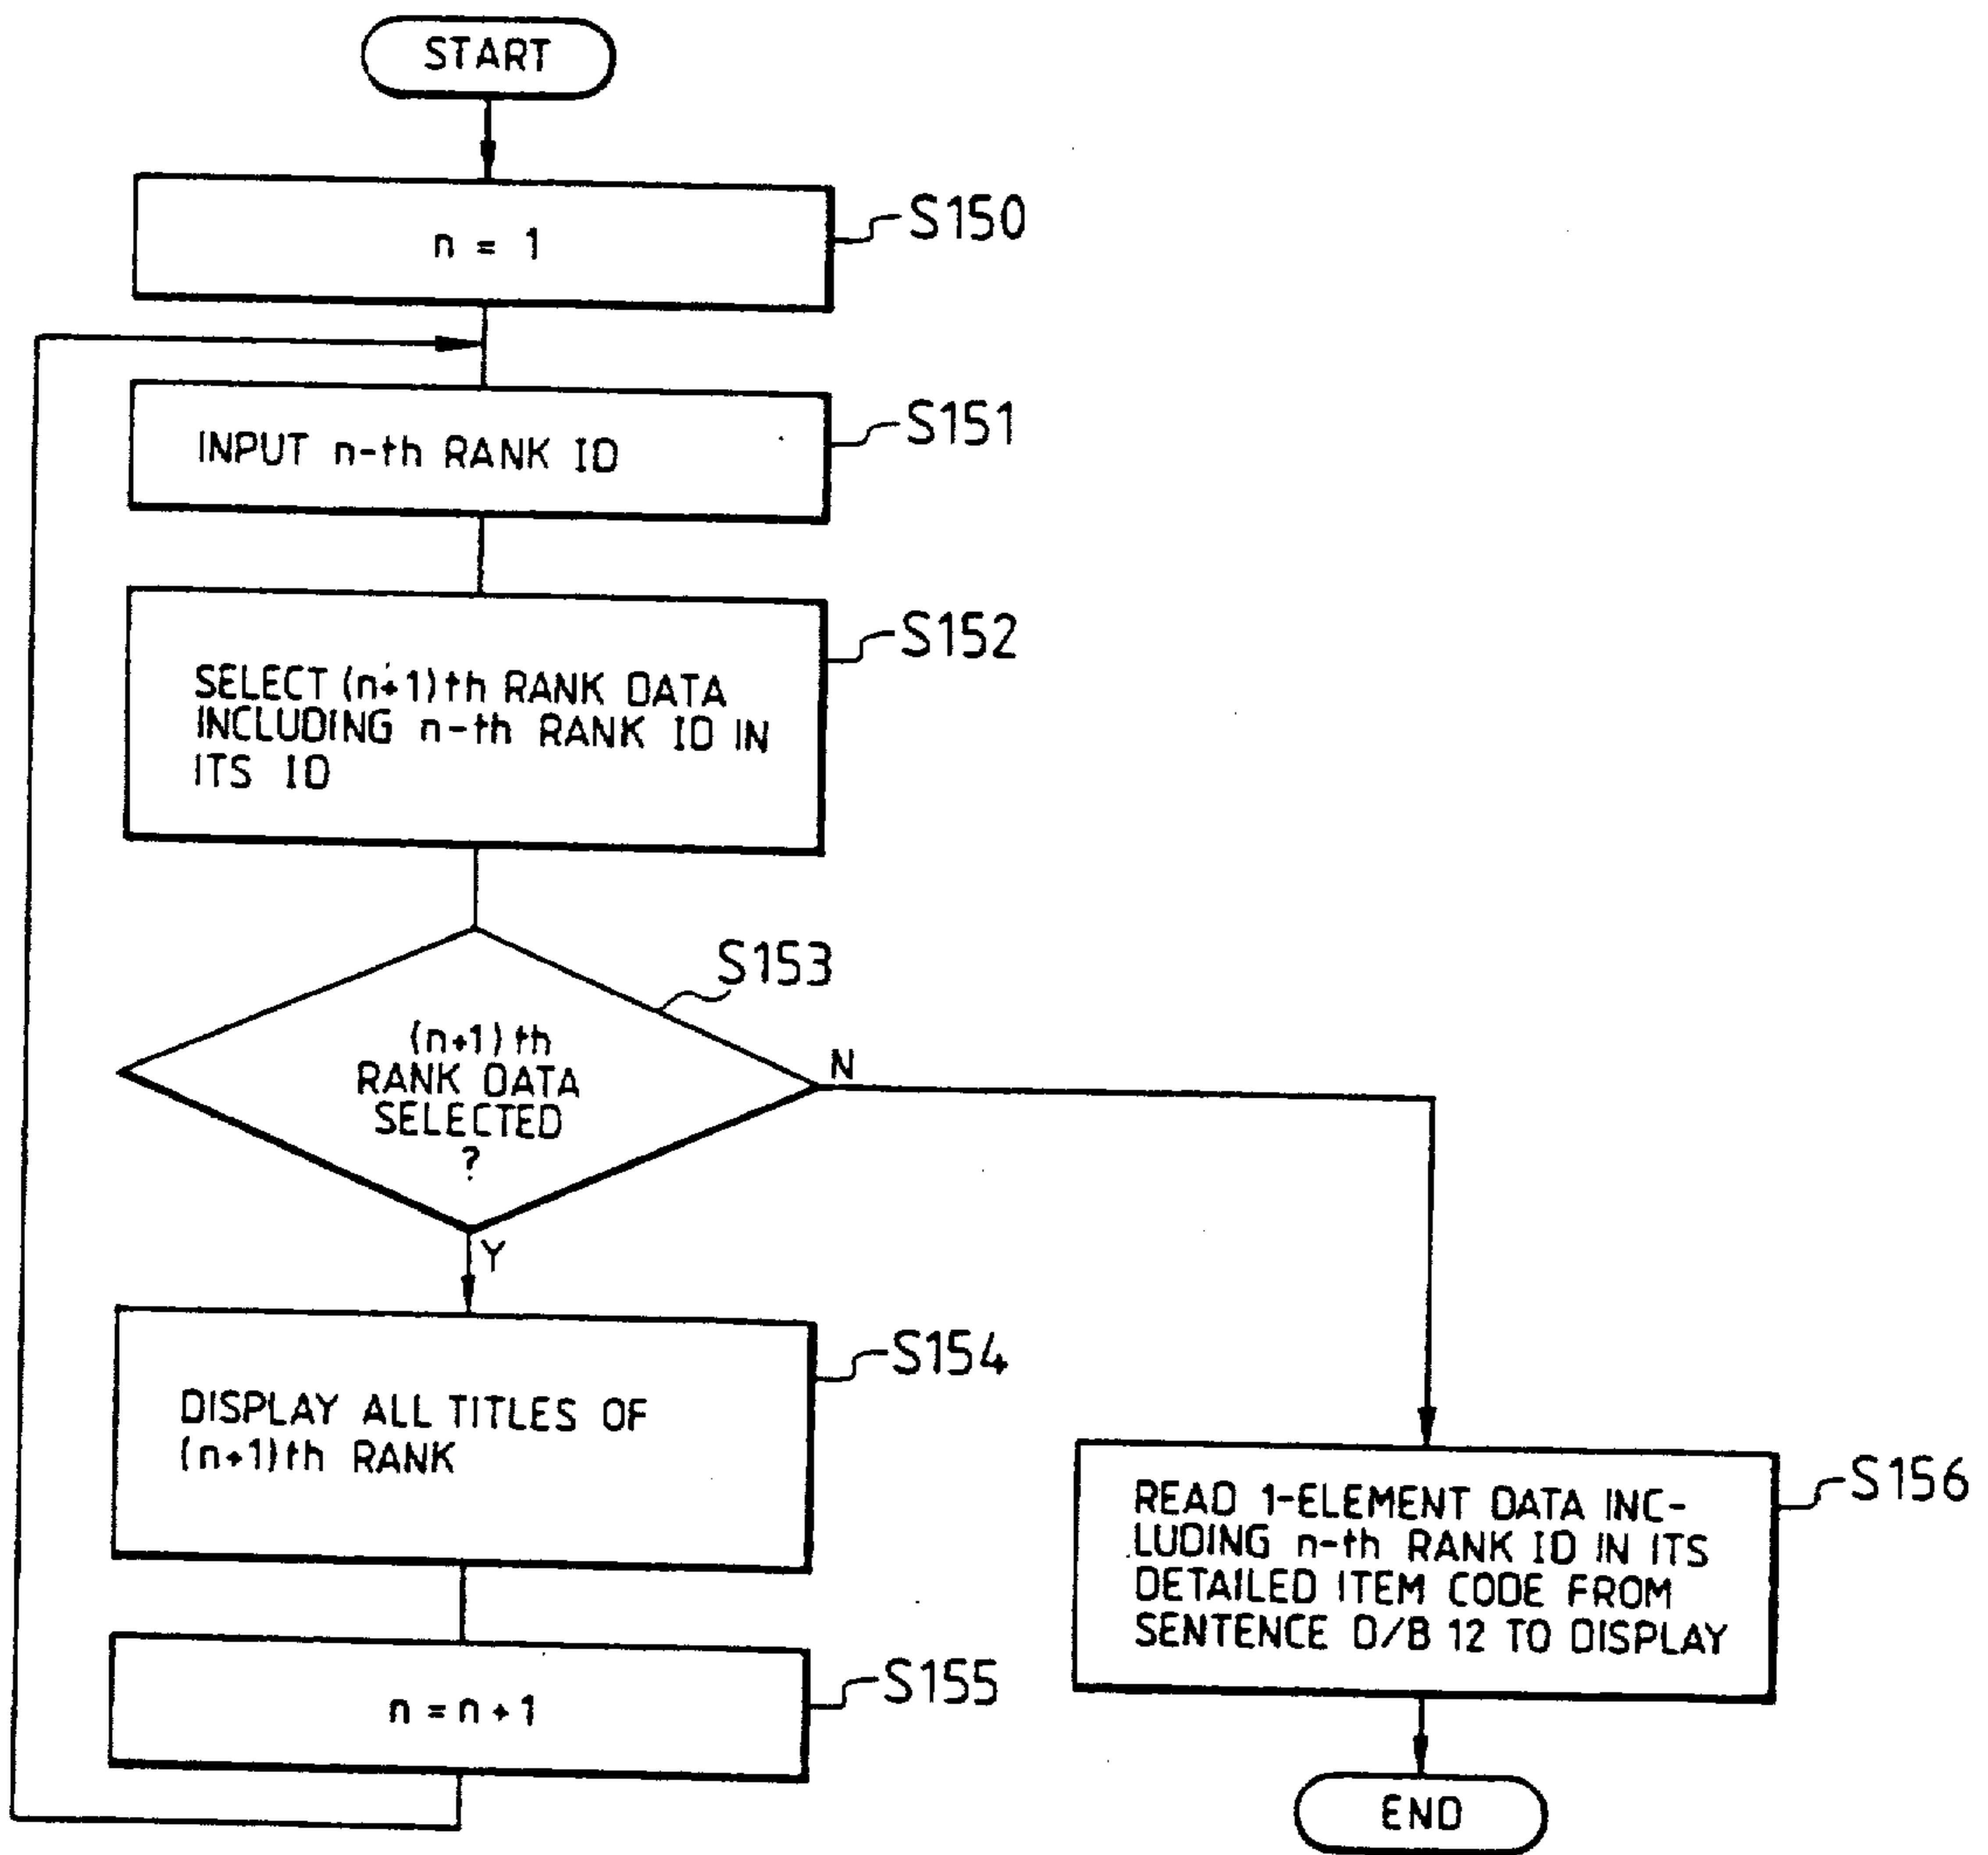 START
n = 1
S150
INPUT n-th RANK ID
S151
SELECT (n+1)th RANK DATA
INCLUDING n-th RANK ID IN
ITS ID
S152
(n+1)th
RANK DATA
SELECTED
?
S153
N
Y
DISPLAY ALL TITLES OF
(n+1)th RANK
S154
n = n+1
S155
READ 1-ELEMENT DATA INC-
LUDING n-th RANK ID IN ITS
DETAILED ITEM CODE FROM
SENTENCE D/B 12 TO DISPLAY
S156
END